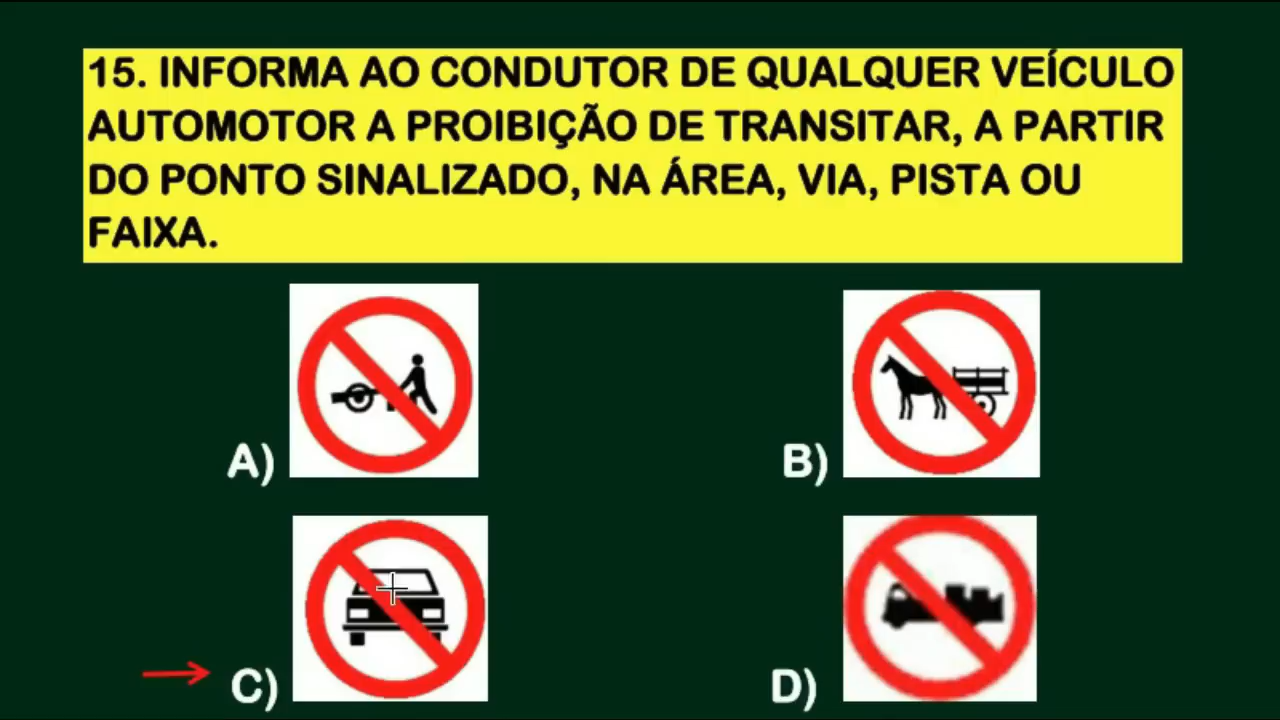 15. INFORMA AO CONDUTOR DE QUALQUER VEÍCULO
AUTOMOTOR A PROIBIÇÃO DE TRANSITAR, A PARTIR
DO PONTO SINALIZADO, NA ÁREA, VIA, PISTA OU
FAIXA.
A)
B)
C)
D)